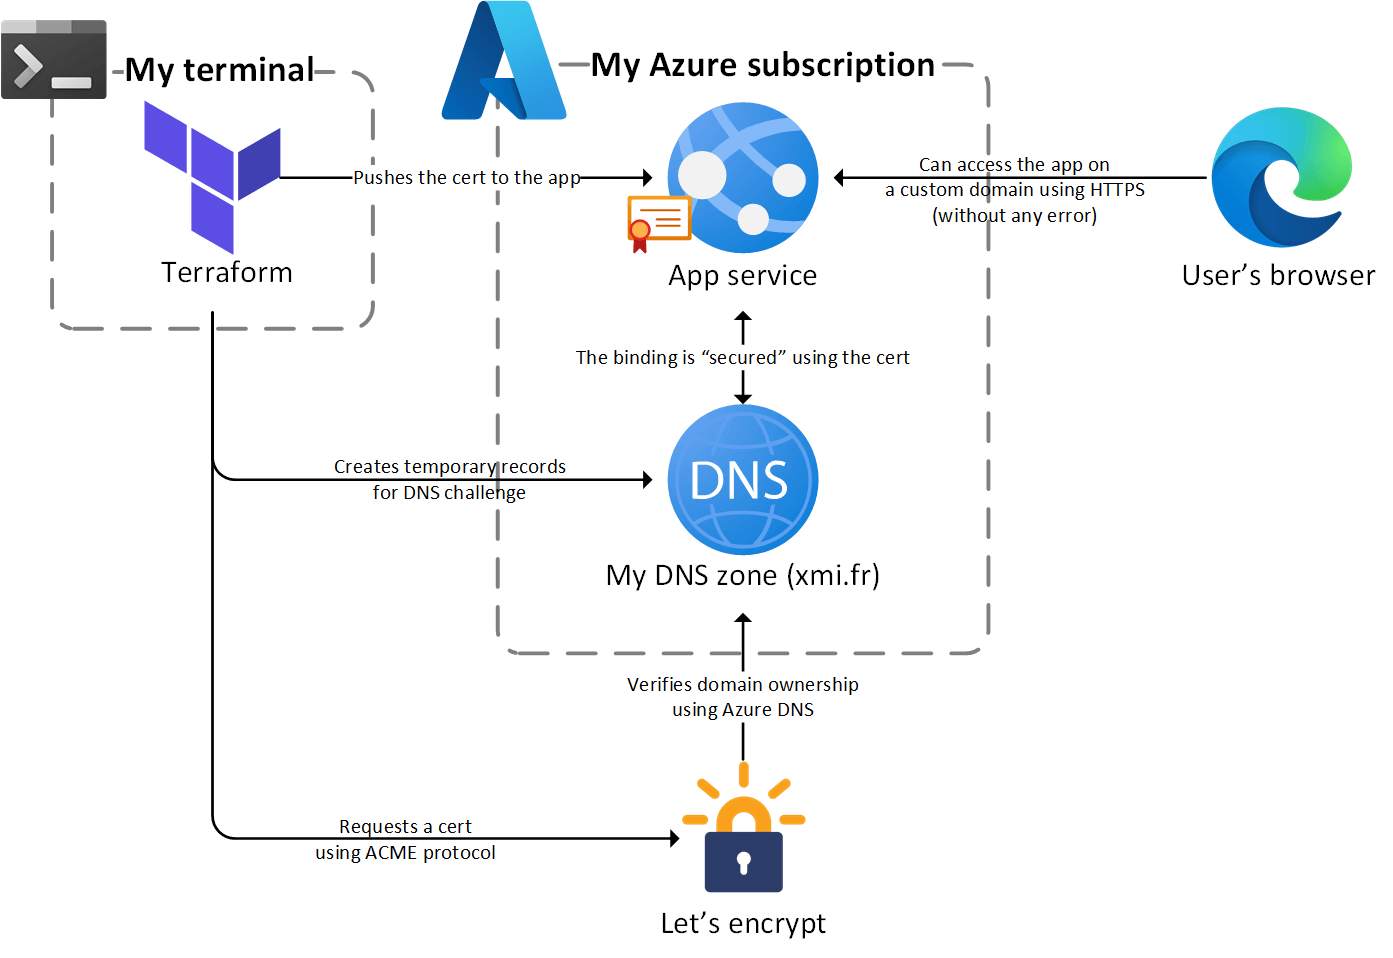 My terminal
My Azure subscription
Pushes the cert to the app
Can access the app on
a custom domain using HTTPS
(without any error)
Terraform
App service
User’s browser
The binding is “secured” using the cert
Creates temporary records
for DNS challenge
DNS
My DNS zone (xmi.fr)
Verifies domain ownership
using Azure DNS
Requests a cert
using ACME protocol
Let’s encrypt